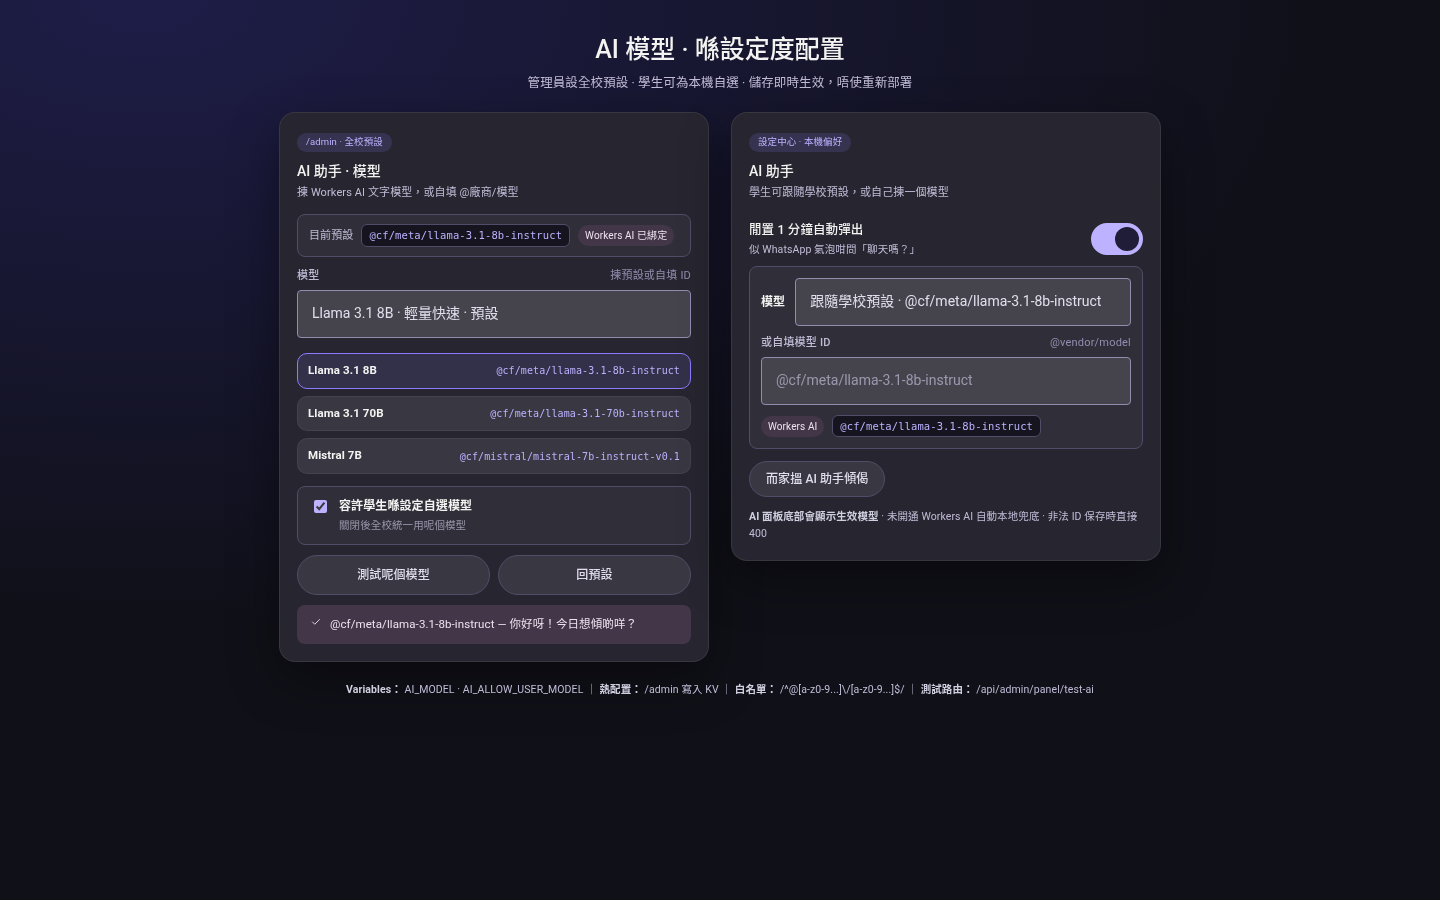 AI 模型 · 喺設定度配置
管理員設全校預設 · 學生可為本機自選 · 儲存即時生效，唔使重新部署
/admin · 全校預設
AI 助手 · 模型
揀 Workers AI 文字模型，或自填 @廠商/模型
目前預設 @cf/meta/llama-3.1-8b-instruct Workers AI 已綁定
模型 揀預設或自填 ID
Llama 3.1 8B · 輕量快速 · 預設
Llama 3.1 8B @cf/meta/llama-3.1-8b-instruct
Llama 3.1 70B @cf/meta/llama-3.1-70b-instruct
Mistral 7B @cf/mistral/mistral-7b-instruct-v0.1
容許學生喺設定自選模型
關閉後全校統一用呢個模型
測試呢個模型 回預設
✓ @cf/meta/llama-3.1-8b-instruct — 你好呀！今日想傾啲咩？
設定中心 · 本機偏好
AI 助手
學生可跟隨學校預設，或自己揀一個模型
閒置 1 分鐘自動彈出
似 WhatsApp 氣泡咁問「聊天嗎？」
模型 跟隨學校預設 · @cf/meta/llama-3.1-8b-instruct
或自填模型 ID @vendor/model
@cf/meta/llama-3.1-8b-instruct
Workers AI @cf/meta/llama-3.1-8b-instruct
而家搵 AI 助手傾偈
AI 面板底部會顯示生效模型 · 未開通 Workers AI 自動本地兜底 · 非法 ID 保存時直接
400
Variables： AI_MODEL · AI_ALLOW_USER_MODEL ｜ 熱配置： /admin 寫入 KV ｜ 白名單： /^@[a-z0-9...]\/[a-z0-9...]$/ ｜ 測試路由： /api/admin/panel/test-ai